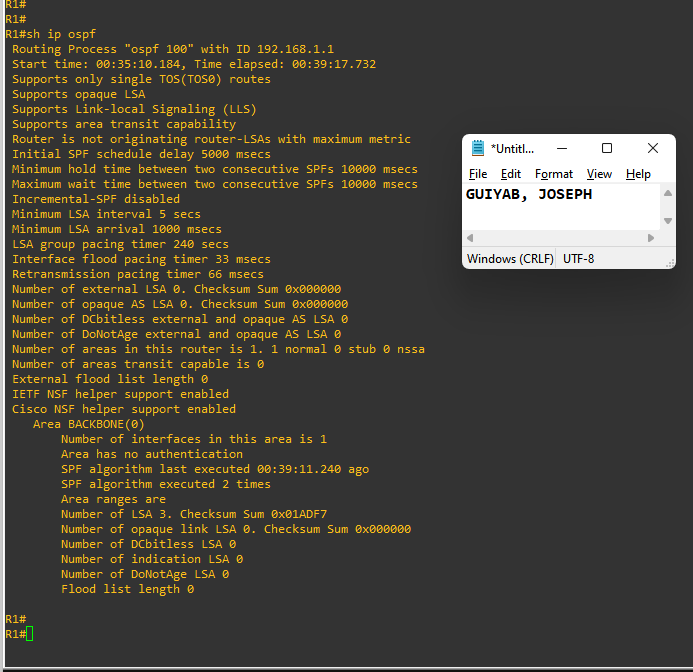 R1#
R1#
R1#sh ip ospf
 Routing Process "ospf 100" with ID 192.168.1.1
 Start time: 00:35:10.184, Time elapsed: 00:39:17.732
 Supports only single TOS(TOS0) routes
 Supports opaque LSA
 Supports Link-local Signaling (LLS)
 Supports area transit capability
 Router is not originating router-LSAs with maximum metric
 Initial SPF schedule delay 5000 msecs
 Minimum hold time between two consecutive SPFs 10000 msecs
 Maximum wait time between two consecutive SPFs 10000 msecs
 Incremental-SPF disabled
 Minimum LSA interval 5 secs
 Minimum LSA arrival 1000 msecs
 LSA group pacing timer 240 secs
 Interface flood pacing timer 33 msecs
 Retransmission pacing timer 66 msecs
 Number of external LSA 0. Checksum Sum 0x000000
 Number of opaque AS LSA 0. Checksum Sum 0x000000
 Number of DCbitless external and opaque AS LSA 0
 Number of DoNotAge external and opaque AS LSA 0
 Number of areas in this router is 1. 1 normal 0 stub 0 nssa
 Number of areas transit capable is 0
 External flood list length 0
 IETF NSF helper support enabled
 Cisco NSF helper support enabled
    Area BACKBONE(0)
        Number of interfaces in this area is 1
        Area has no authentication
        SPF algorithm last executed 00:39:11.240 ago
        SPF algorithm executed 2 times
        Area ranges are
        Number of LSA 3. Checksum Sum 0x01ADF7
        Number of opaque link LSA 0. Checksum Sum 0x000000
        Number of DCbitless LSA 0
        Number of indication LSA 0
        Number of DoNotAge LSA 0
        Flood list length 0
R1#
R1#
*Untitl...
File Edit Format View Help
GUIYAB, JOSEPH
Windows (CRLF) UTF-8